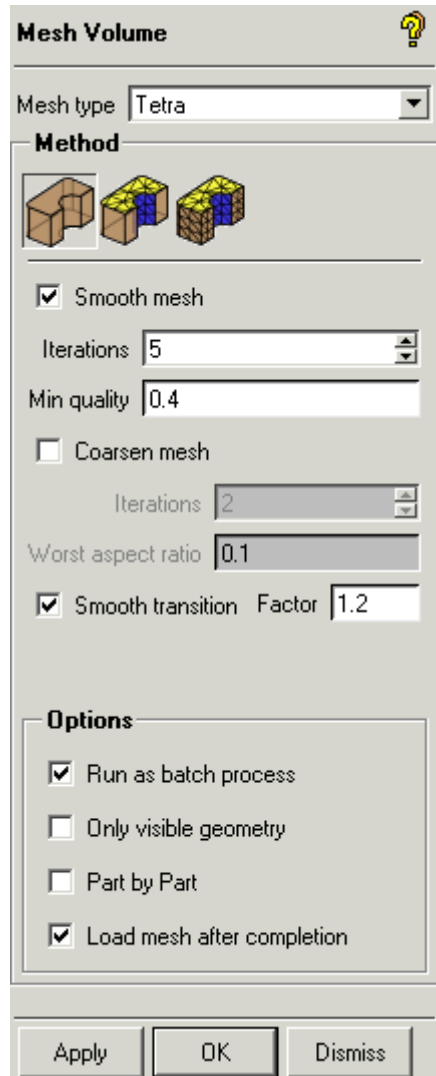 Mesh Volume
Mesh type Tetra
Method
Smooth mesh
Iterations 5
Min quality 0.4
Coarsen mesh
Iterations 2
Worst aspect ratio 0.1
Smooth transition Factor 1.2
Options
Run as batch process
Only visible geometry
Part by Part
Load mesh after completion
Apply OK Dismiss